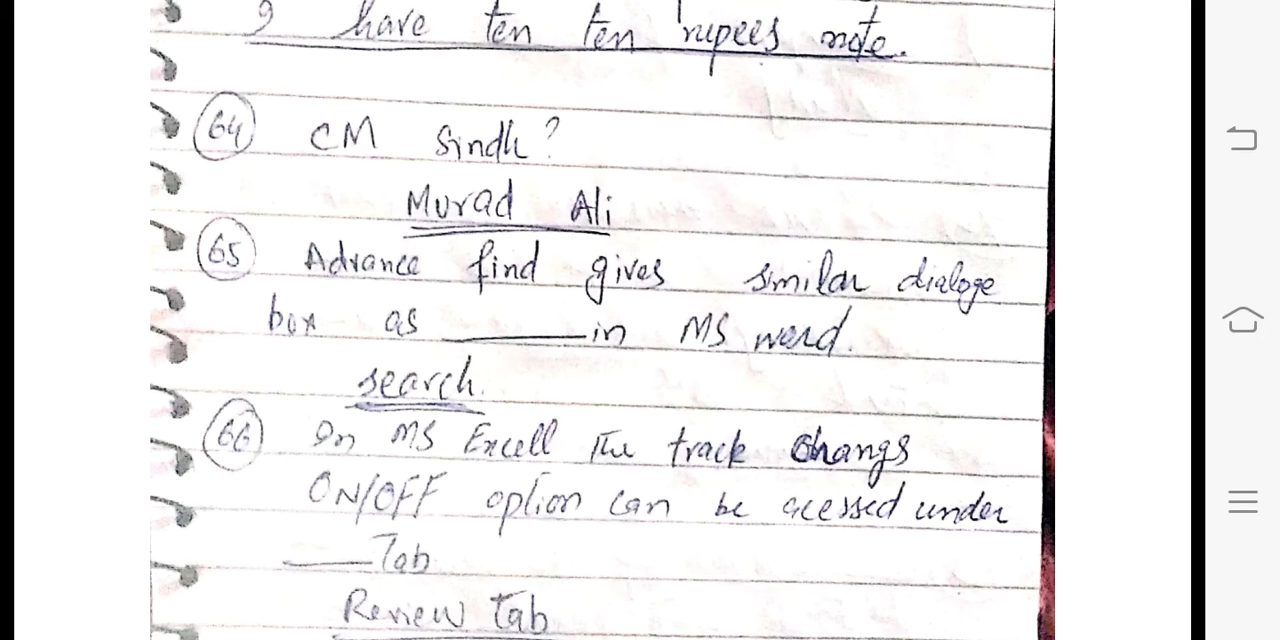 I have ten ten rupees note.
64 CM Sindh?
Murad Ali
65 Advance find gives similar dialoge
box as ____ in MS word.
search.
66 In MS Excell The track changs
ON/OFF option can be acessed under
____ Tab
Review Tab